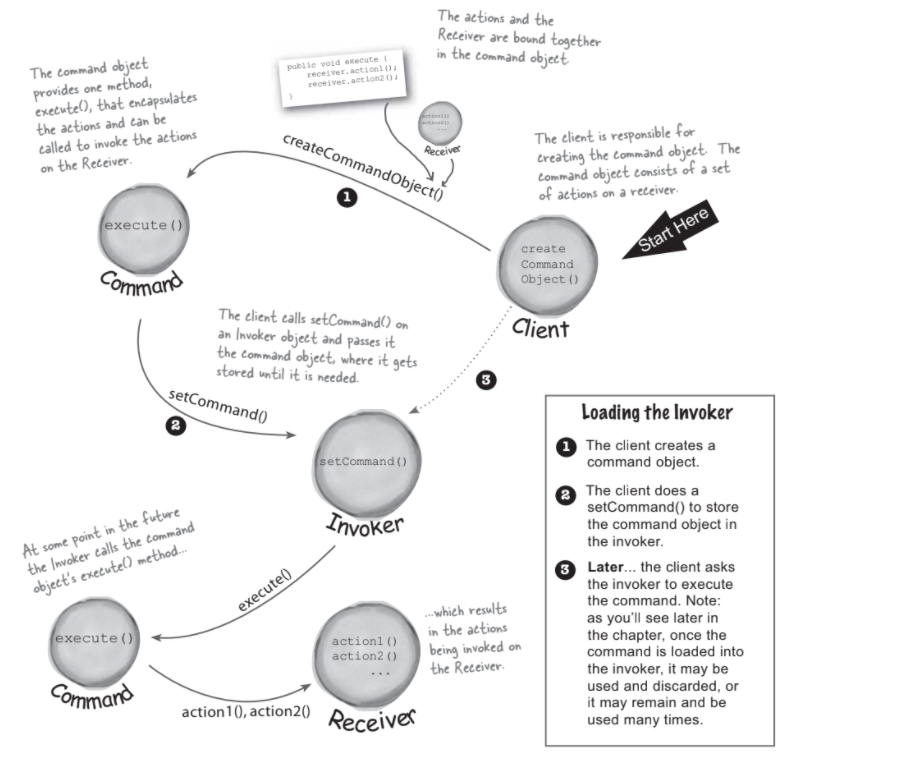 The actions and the
Receiver are bound together
in the command object.
public void execute {
receiver.action1();
receiver.action2();
}
action1()
action2()
...
Receiver
The command object
provides one method,
execute(), that encapsulates
the actions and can be
called to invoke the actions
on the Receiver.
createCommandObject()
1
The client is responsible for
creating the command object. The
command object consists of a set
of actions on a receiver.
Start Here
execute()
Command
create
Command
Object()
Client
The client calls setCommand() on
an Invoker object and passes it
the command object, where it gets
stored until it is needed.
3
setCommand()
2
setCommand()
Invoker
Loading the Invoker
1 The client creates a
command object.
2 The client does a
setCommand() to store
the command object in
the invoker.
3 Later... the client asks
the invoker to execute
the command. Note:
as you'll see later in
the chapter, once the
command is loaded into
the invoker, it may be
used and discarded, or
it may remain and be
used many times.
At some point in the future
the Invoker calls the command
object's execute() method...
execute()
execute()
Command
action1(), action2()
action1()
action2()
...
Receiver
...which results
in the actions
being invoked on
the Receiver.